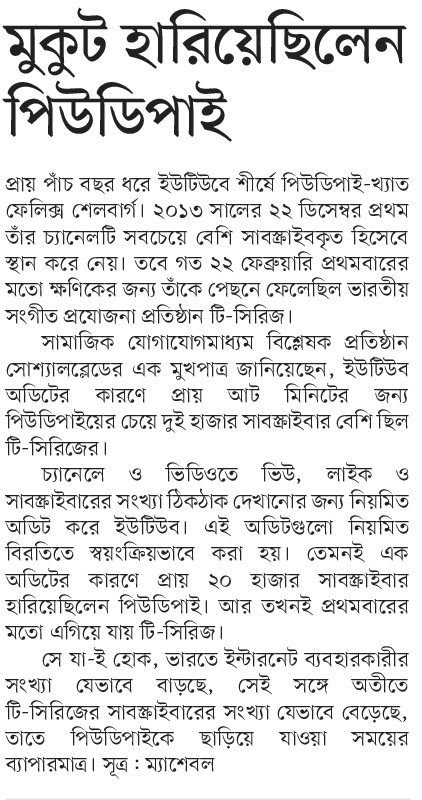 মুকুট হারিয়েছিলেন
পিউডিপাই
প্রায় পাঁচ বছর ধরে ইউটিউবে শীর্ষে পিউডিপাই-খ্যাত
ফেলিক্স শেলবার্গ। ২০১৩ সালের ২২ ডিসেম্বর প্রথম
তাঁর চ্যানেলটি সবচেয়ে বেশি সাবস্ক্রাইবকৃত হিসেবে
স্থান করে নেয়। তবে গত ২২ ফেব্রুয়ারি প্রথমবারের
মতো ক্ষণিকের জন্য তাঁকে পেছনে ফেলেছিল ভারতীয়
সংগীত প্রযোজনা প্রতিষ্ঠান টি-সিরিজ।
সামাজিক যোগাযোগমাধ্যম বিশ্লেষক প্রতিষ্ঠান
সোশ্যালব্লেডের এক মুখপাত্র জানিয়েছেন, ইউটিউব
অডিটের কারণে প্রায় আট মিনিটের জন্য
পিউডিপাইয়ের চেয়ে দুই হাজার সাবস্ক্রাইবার বেশি ছিল
টি-সিরিজের।
চ্যানেলে ও ভিডিওতে ভিউ, লাইক ও
সাবস্ক্রাইবারের সংখ্যা ঠিকঠাক দেখানোর জন্য নিয়মিত
অডিট করে ইউটিউব। এই অডিটগুলো নিয়মিত
বিরতিতে স্বয়ংক্রিয়ভাবে করা হয়। তেমনই এক
অডিটের কারণে প্রায় ২০ হাজার সাবস্ক্রাইবার
হারিয়েছিলেন পিউডিপাই। আর তখনই প্রথমবারের
মতো এগিয়ে যায় টি-সিরিজ।
সে যা-ই হোক, ভারতে ইন্টারনেট ব্যবহারকারীর
সংখ্যা যেভাবে বাড়ছে, সেই সঙ্গে অতীতে
টি-সিরিজের সাবস্ক্রাইবারের সংখ্যা যেভাবে বেড়েছে,
তাতে পিউডিপাইকে ছাড়িয়ে যাওয়া সময়ের
ব্যাপারমাত্র। সূত্র : ম্যাশেবল